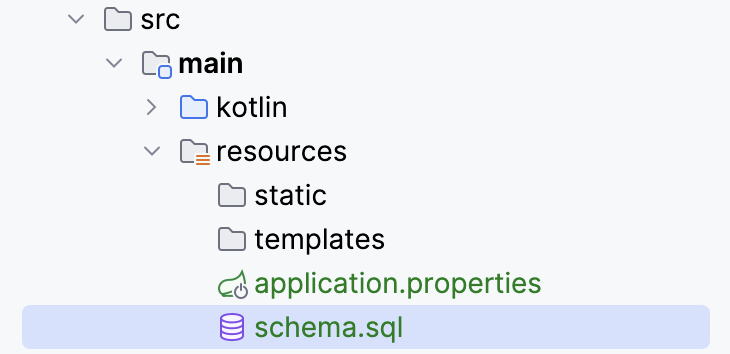 src
main
kotlin
resources
static
templates
application.properties
schema.sql